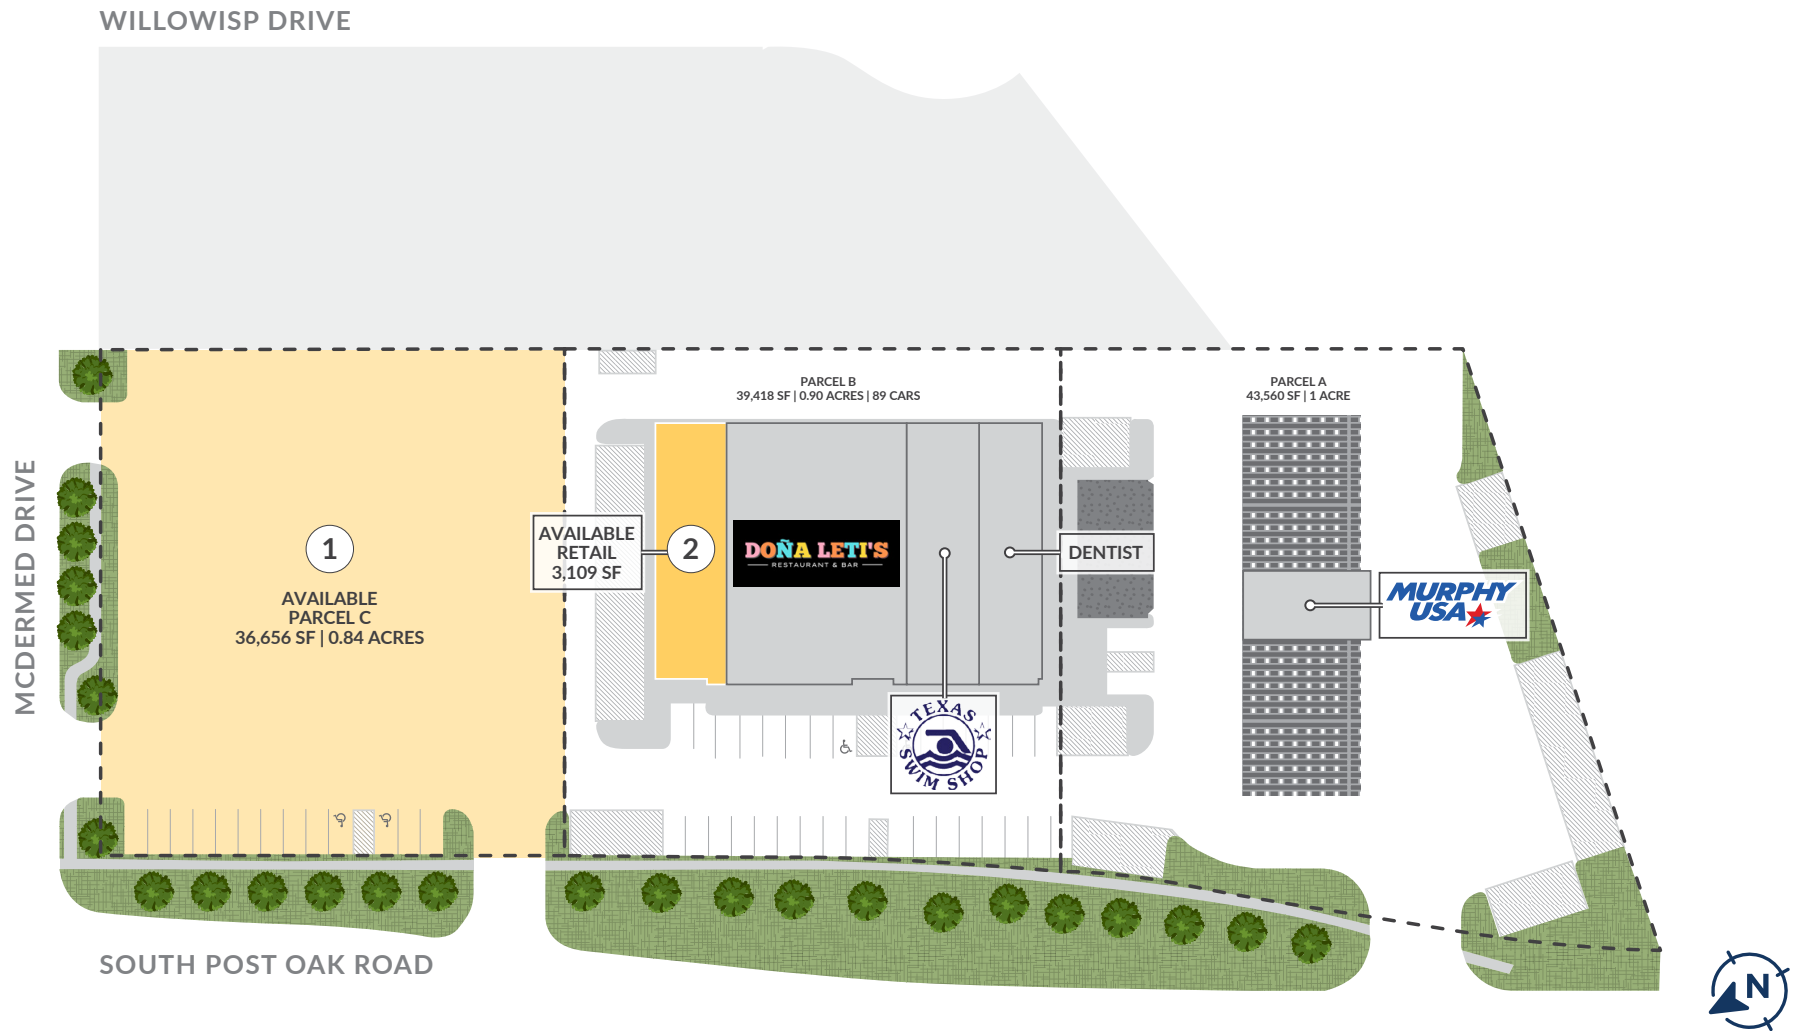 WILLOWISP DRIVE
PARCEL B
39,418 SF | 0.90 ACRES | 89 CARS
PARCEL A
43,560 SF | 1 ACRE
MCDERMED DRIVE
1
AVAILABLE
PARCEL C
36,656 SF | 0.84 ACRES
AVAILABLE
RETAIL
3,109 SF
2
DOÑA LETI'S
RESTAURANT & BAR
DENTIST
MURPHY
USA
TEXAS
SWIM SHOP
SOUTH POST OAK ROAD
N